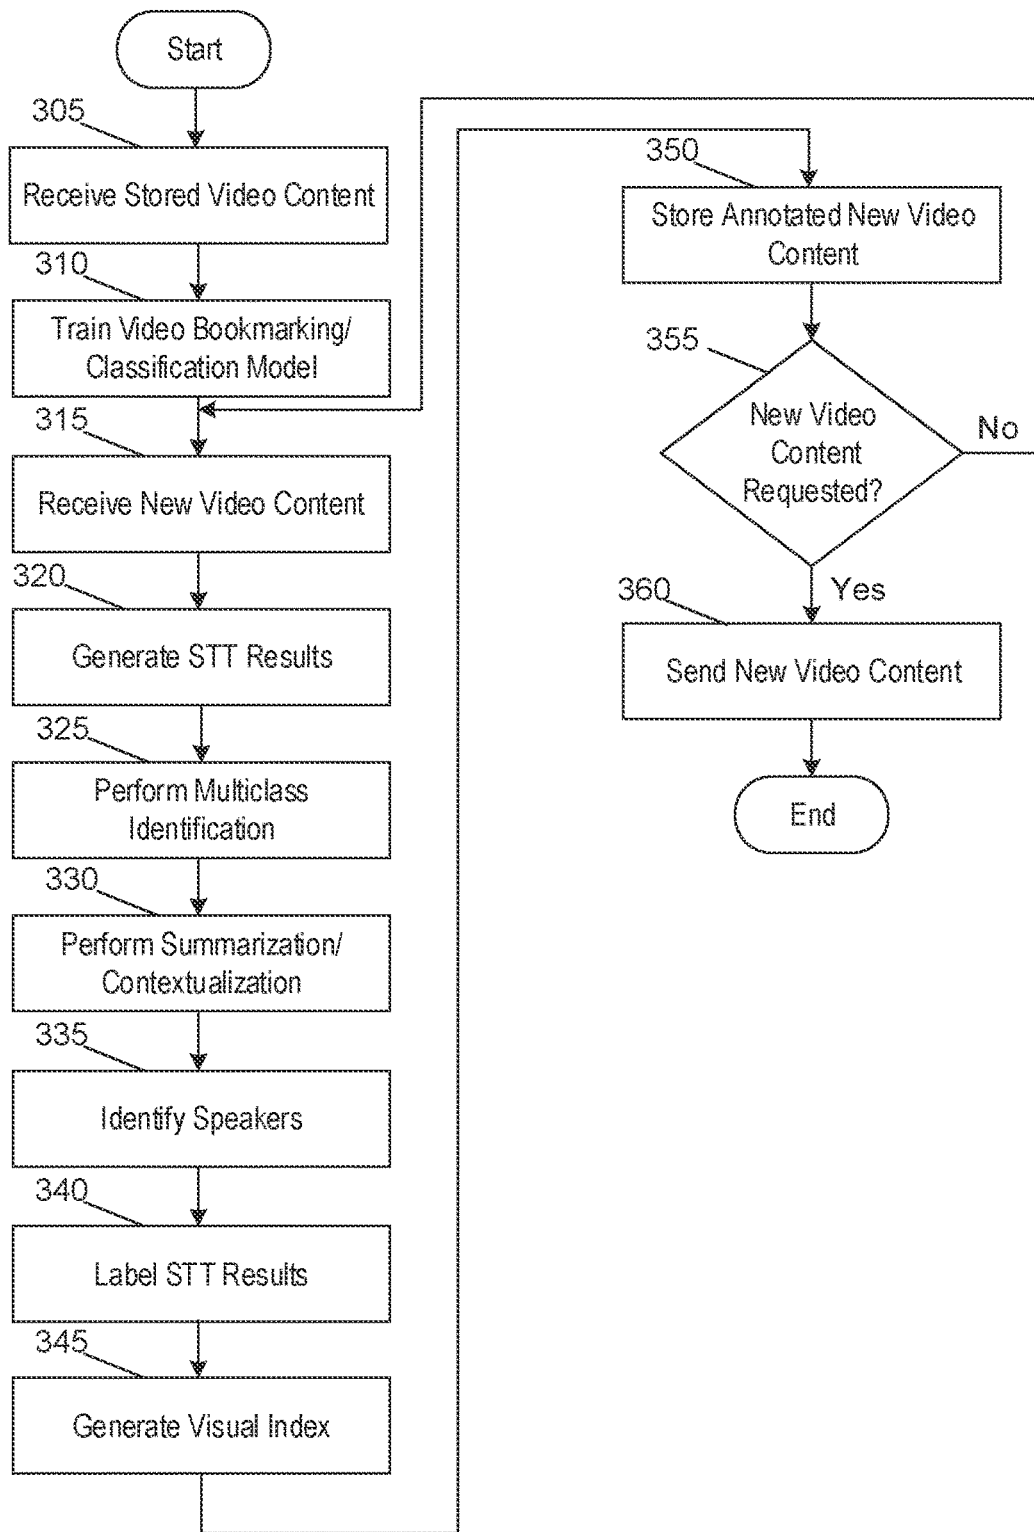 Start
305
Receive Stored Video Content
310
Train Video Bookmarking/
Classification Model
315
Receive New Video Content
320
Generate STT Results
325
Perform Multiclass
Identification
330
Perform Summarization/
Contextualization
335
Identify Speakers
340
Label STT Results
345
Generate Visual Index
350
Store Annotated New Video
Content
355
New Video
Content
Requested?
No
Yes
360
Send New Video Content
End